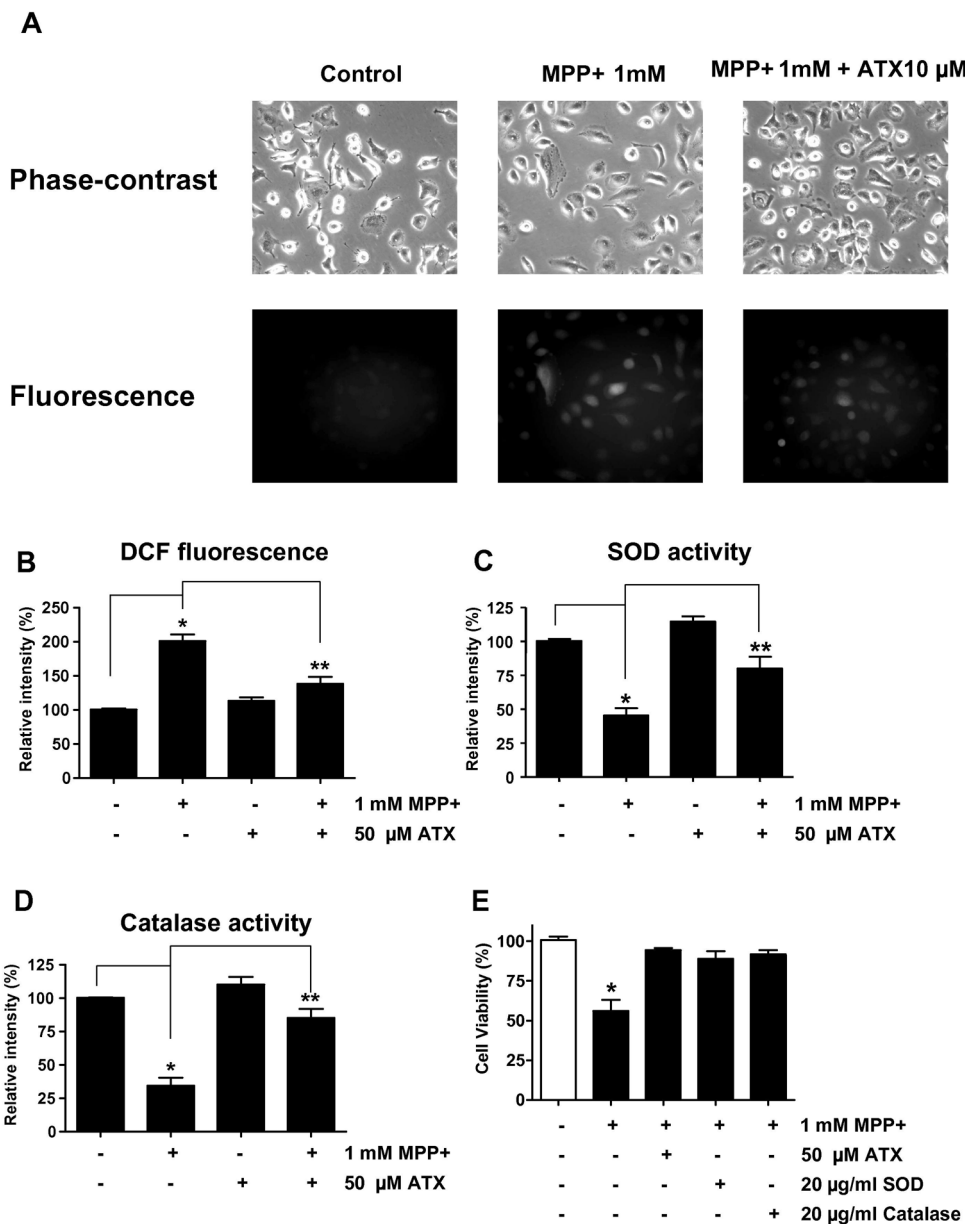 A
Control
MPP+ 1mM
MPP+ 1mM + ATX10 µM
Phase-contrast
Fluorescence
B
DCF fluorescence
Relative intensity (%)
250
200
150
100
50
0
*
**
- + - + 1 mM MPP+
- - + + 50 µM ATX
C
SOD activity
Relative intensity (%)
125
100
75
50
25
0
*
**
- + - + 1 mM MPP+
- - + + 50 µM ATX
D
Catalase activity
Relative intensity (%)
125
100
75
50
25
0
*
**
- + - + 1 mM MPP+
- - + + 50 µM ATX
E
Cell Viability (%)
100
75
50
25
0
*
- + + + + 1 mM MPP+
- - + - - 50 µM ATX
- - - + - 20 µg/ml SOD
- - - - + 20 µg/ml Catalase